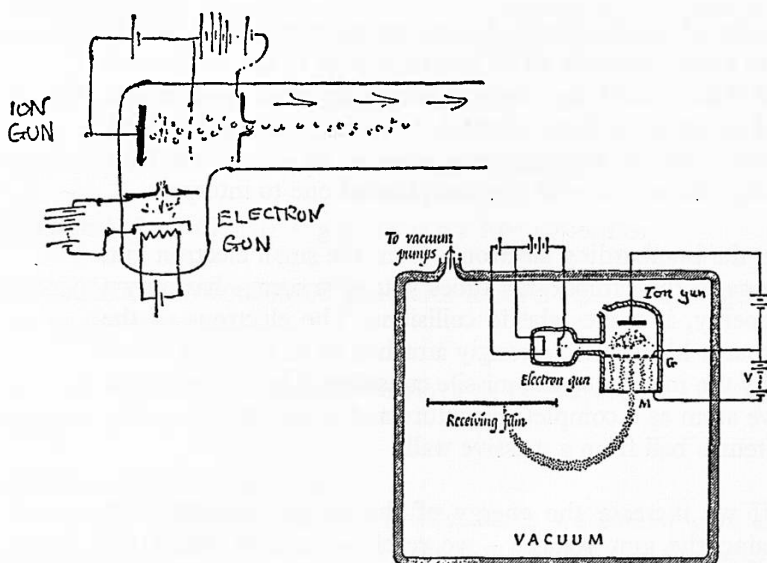 ION
GUN
ELECTRON
GUN
To vacuum
pumps
Ion gun
Electron gun
G
V
M
Receiving film
VACUUM